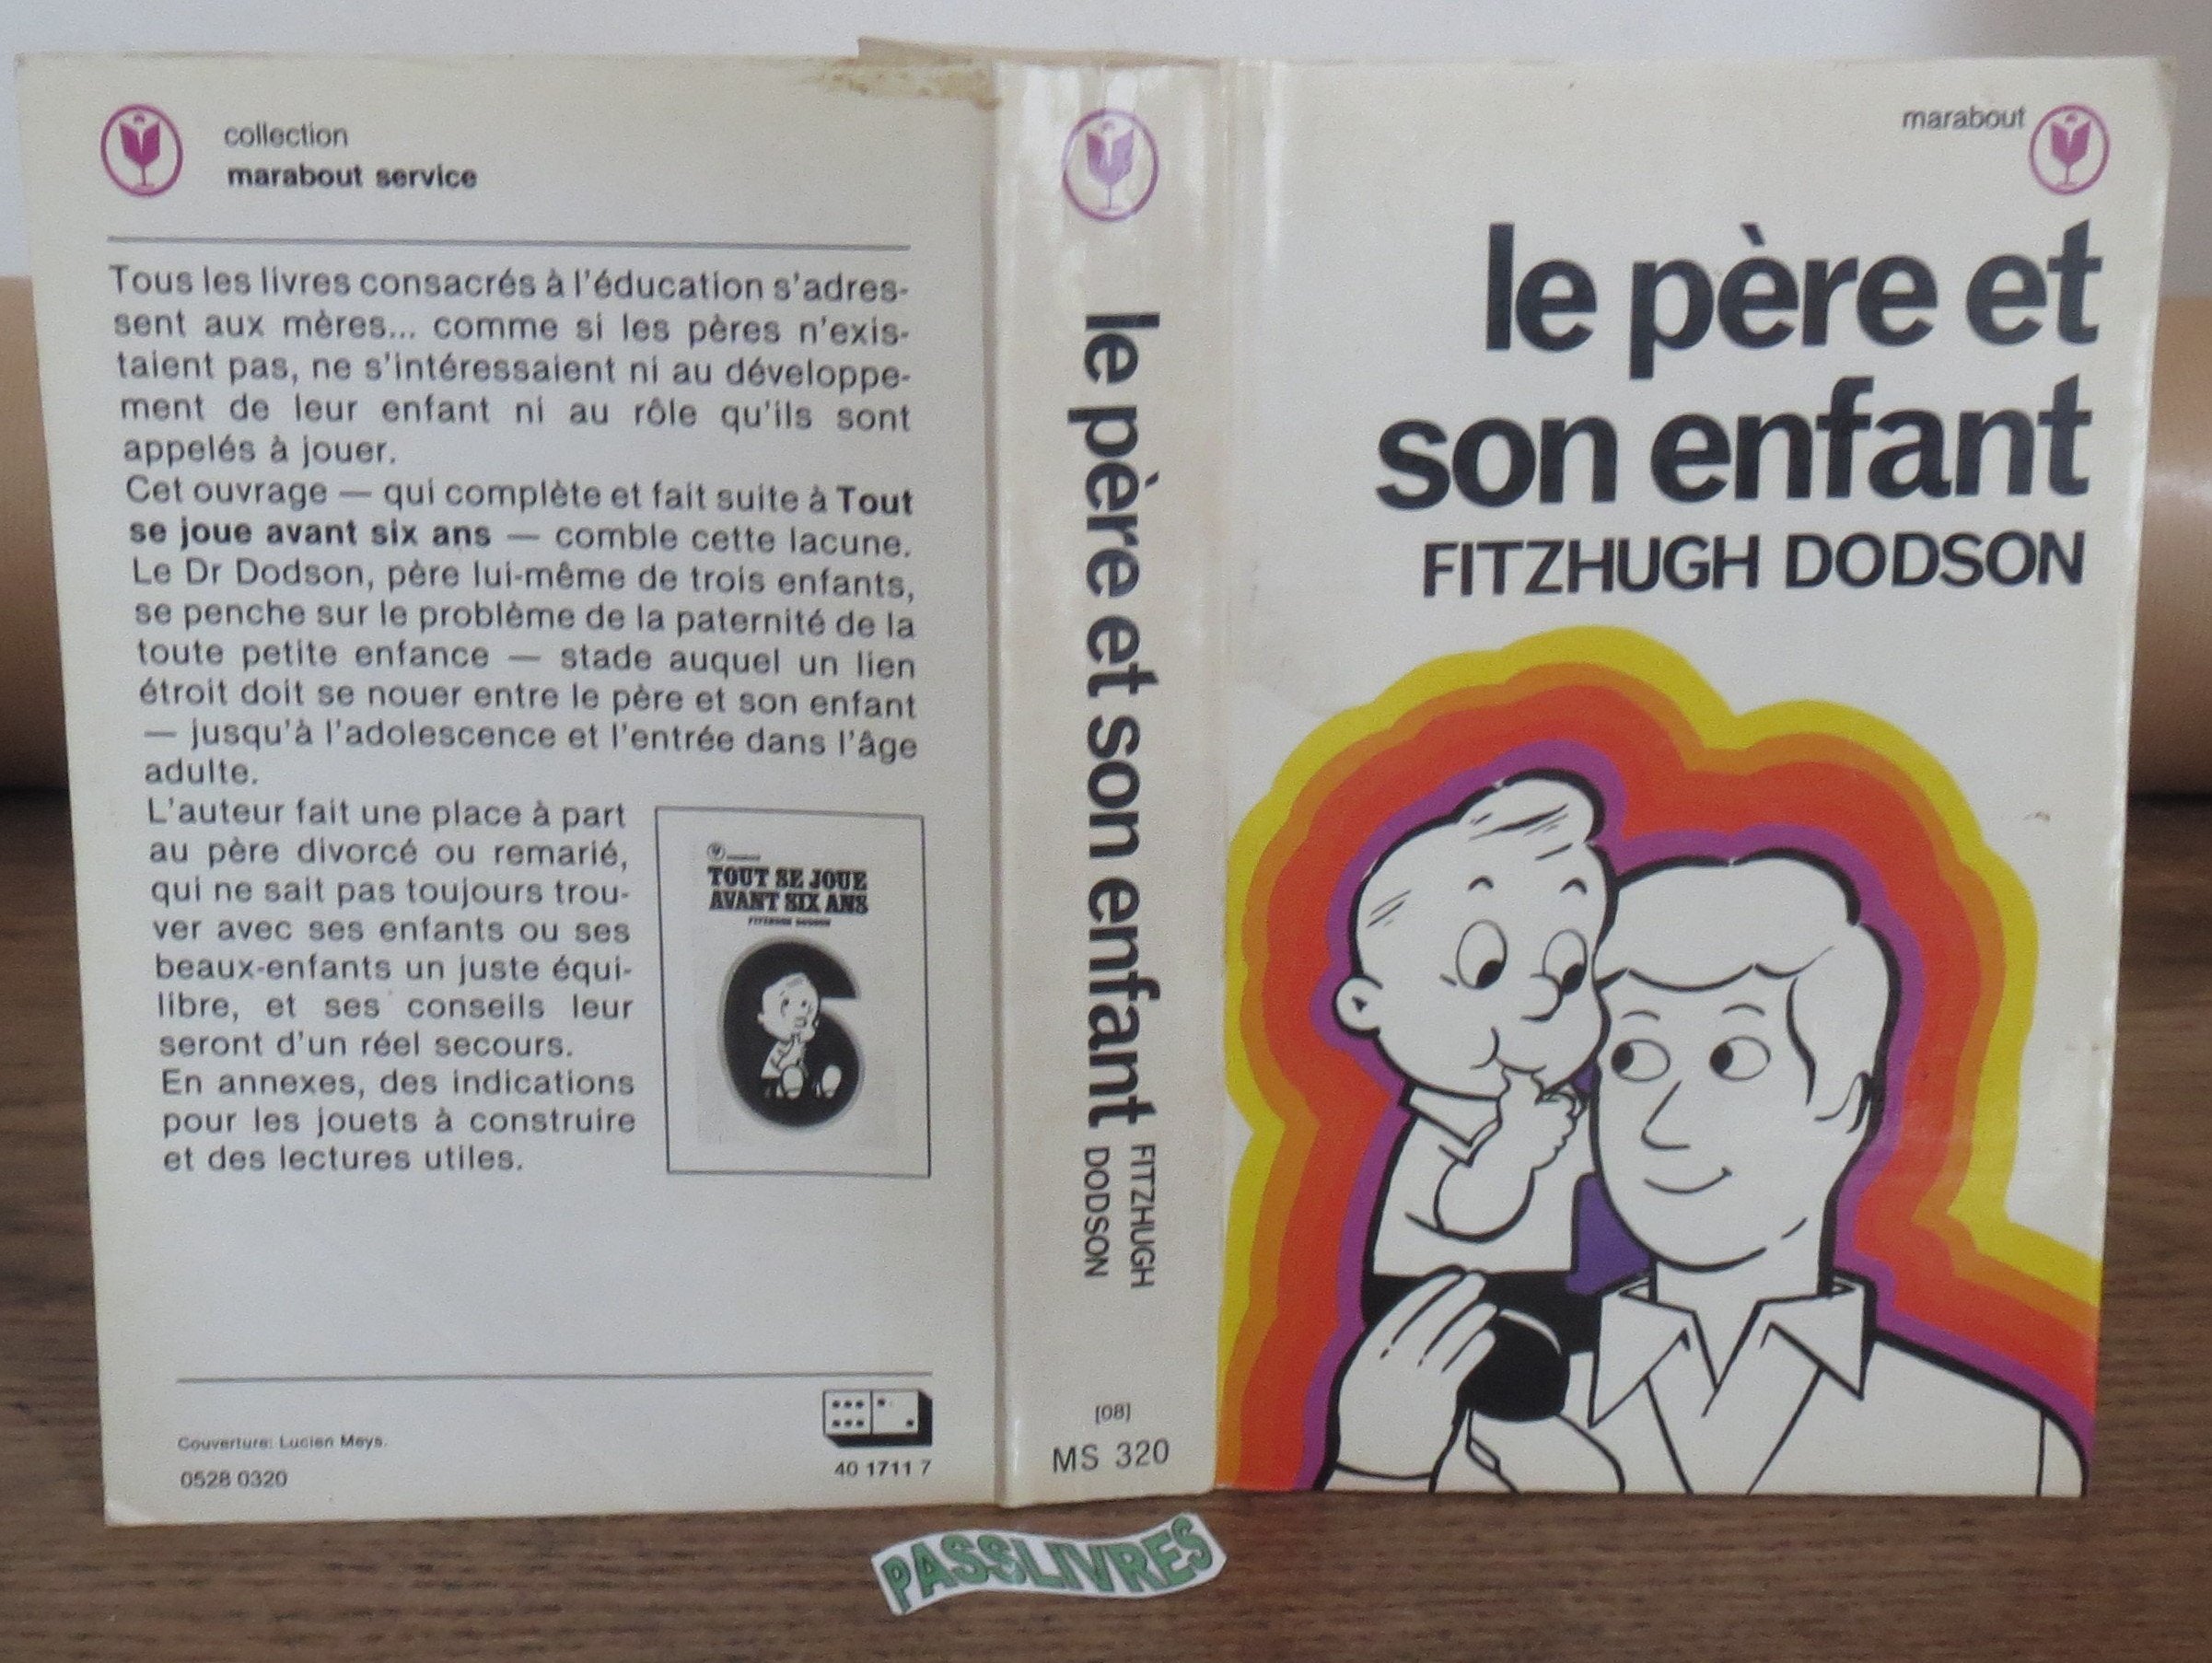 collection
marabout service
Tous les livres consacrés à l'éducation s'adres-
sent aux mères... comme si les pères n'exis-
taient pas, ne s'intéressaient ni au développe-
ment de leur enfant ni au rôle qu'ils sont
appelés à jouer.
Cet ouvrage — qui complète et fait suite à Tout
se joue avant six ans — comble cette lacune.
Le Dr Dodson, père lui-même de trois enfants,
se penche sur le problème de la paternité de la
toute petite enfance — stade auquel un lien
étroit doit se nouer entre le père et son enfant
— jusqu'à l'adolescence et l'entrée dans l'âge
adulte.
L'auteur fait une place à part
au père divorcé ou remarié,
qui ne sait pas toujours trou-
ver avec ses enfants ou ses
beaux-enfants un juste équi-
libre, et ses conseils leur
seront d'un réel secours.
En annexes, des indications
pour les jouets à construire
et des lectures utiles.
TOUT SE JOUE
AVANT SIX ANS
FITZHUGH DODSON
6
Couverture: Lucien Meys.
0528 0320
40 1711 7
le père et son enfant
FITZHUGH
DODSON
[08]
MS 320
marabout
le père et
son enfant
FITZHUGH DODSON
PASSLIVRES